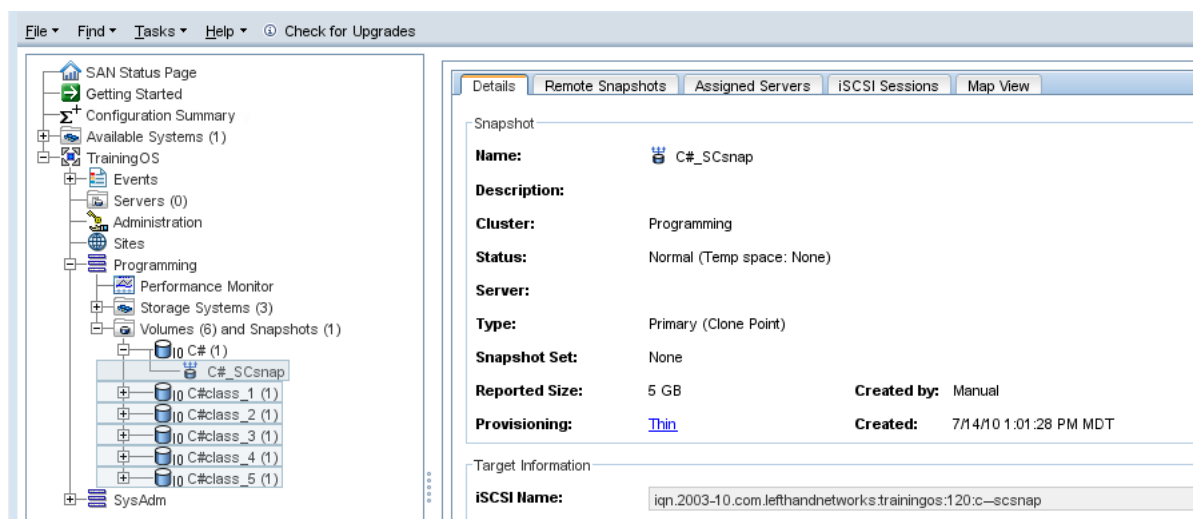 File Find Tasks Help Check for Upgrades
SAN Status Page
Getting Started
Configuration Summary
Available Systems (1)
TrainingOS
Events
Servers (0)
Administration
Sites
Programming
Performance Monitor
Storage Systems (3)
Volumes (6) and Snapshots (1)
C# (1)
C#_SCsnap
C#class_1 (1)
C#class_2 (1)
C#class_3 (1)
C#class_4 (1)
C#class_5 (1)
SysAdm
Details Remote Snapshots Assigned Servers iSCSI Sessions Map View
Snapshot
Name: C#_SCsnap
Description:
Cluster: Programming
Status: Normal (Temp space: None)
Server:
Type: Primary (Clone Point)
Snapshot Set: None
Reported Size: 5 GB Created by: Manual
Provisioning: Thin Created: 7/14/10 1:01:28 PM MDT
Target Information
iSCSI Name: iqn.2003-10.com.lefthandnetworks:trainingos:120:c--scsnap